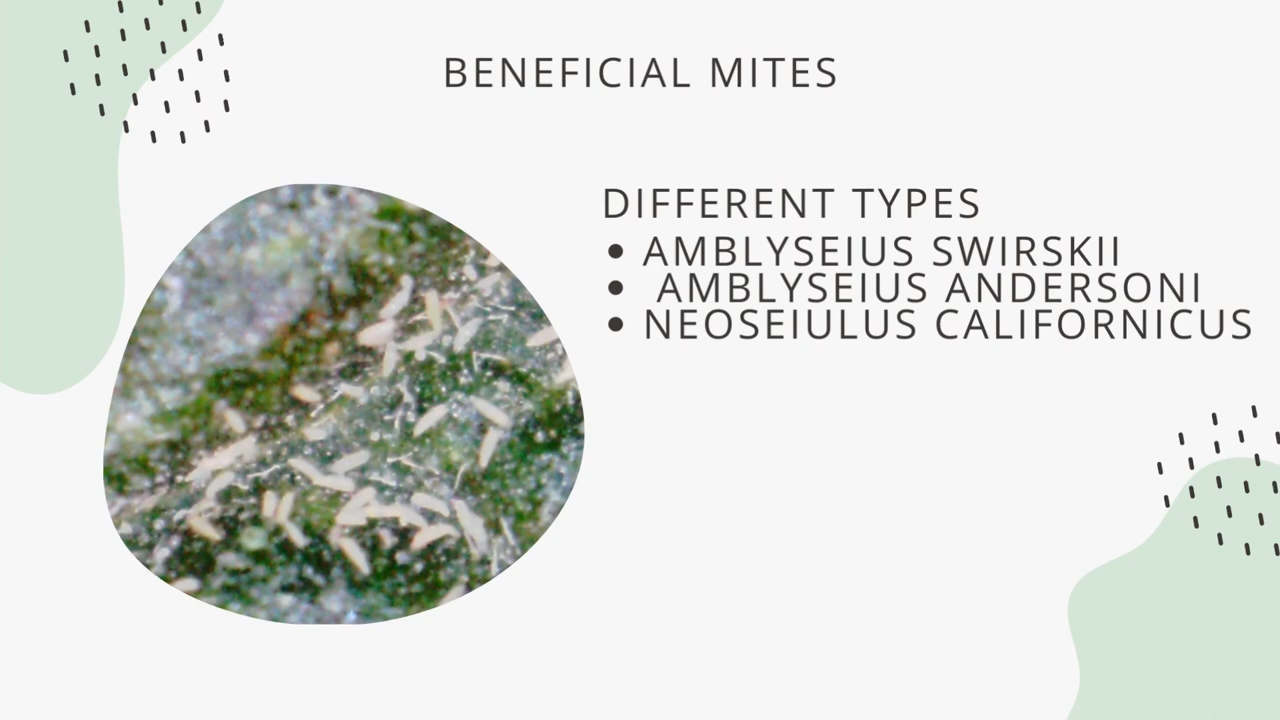 BENEFICIAL MITES
DIFFERENT TYPES
• AMBLYSEIUS SWIRSKII
• AMBLYSEIUS ANDERSONI
• NEOSEIULUS CALIFORNICUS